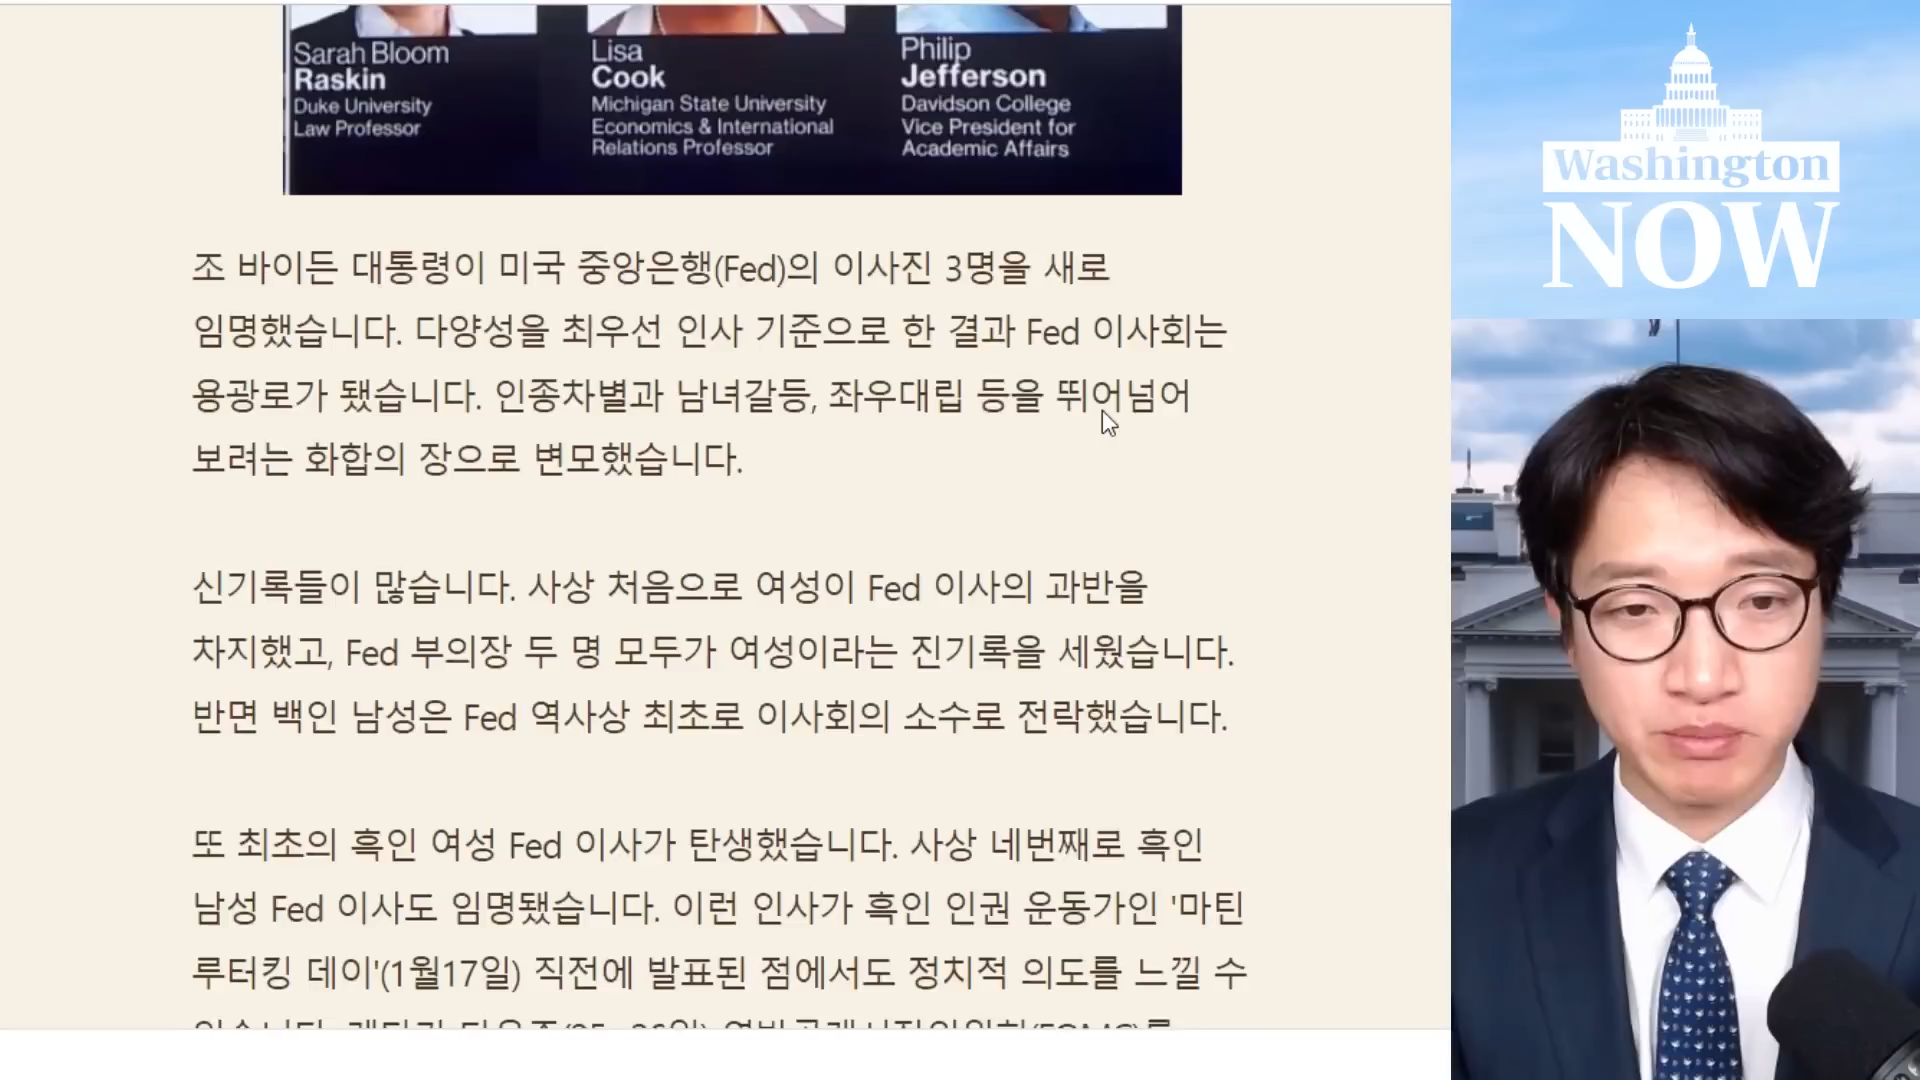 Sarah Bloom
Raskin
Duke University
Law Professor
Lisa
Cook
Michigan State University
Economics & International
Relations Professor
Philip
Jefferson
Davidson College
Vice President for
Academic Affairs
조 바이든 대통령이 미국 중앙은행(Fed)의 이사진 3명을 새로
임명했습니다. 다양성을 최우선 인사 기준으로 한 결과 Fed 이사회는
용광로가 됐습니다. 인종차별과 남녀갈등, 좌우대립 등을 뛰어넘어
보려는 화합의 장으로 변모했습니다.
신기록들이 많습니다. 사상 처음으로 여성이 Fed 이사의 과반을
차지했고, Fed 부의장 두 명 모두가 여성이라는 진기록을 세웠습니다.
반면 백인 남성은 Fed 역사상 최초로 이사회의 소수로 전락했습니다.
또 최초의 흑인 여성 Fed 이사가 탄생했습니다. 사상 네번째로 흑인
남성 Fed 이사도 임명됐습니다. 이런 인사가 흑인 인권 운동가인 '마틴
루터킹 데이'(1월17일) 직전에 발표된 점에서도 정치적 의도를 느낄 수
Washington
NOW